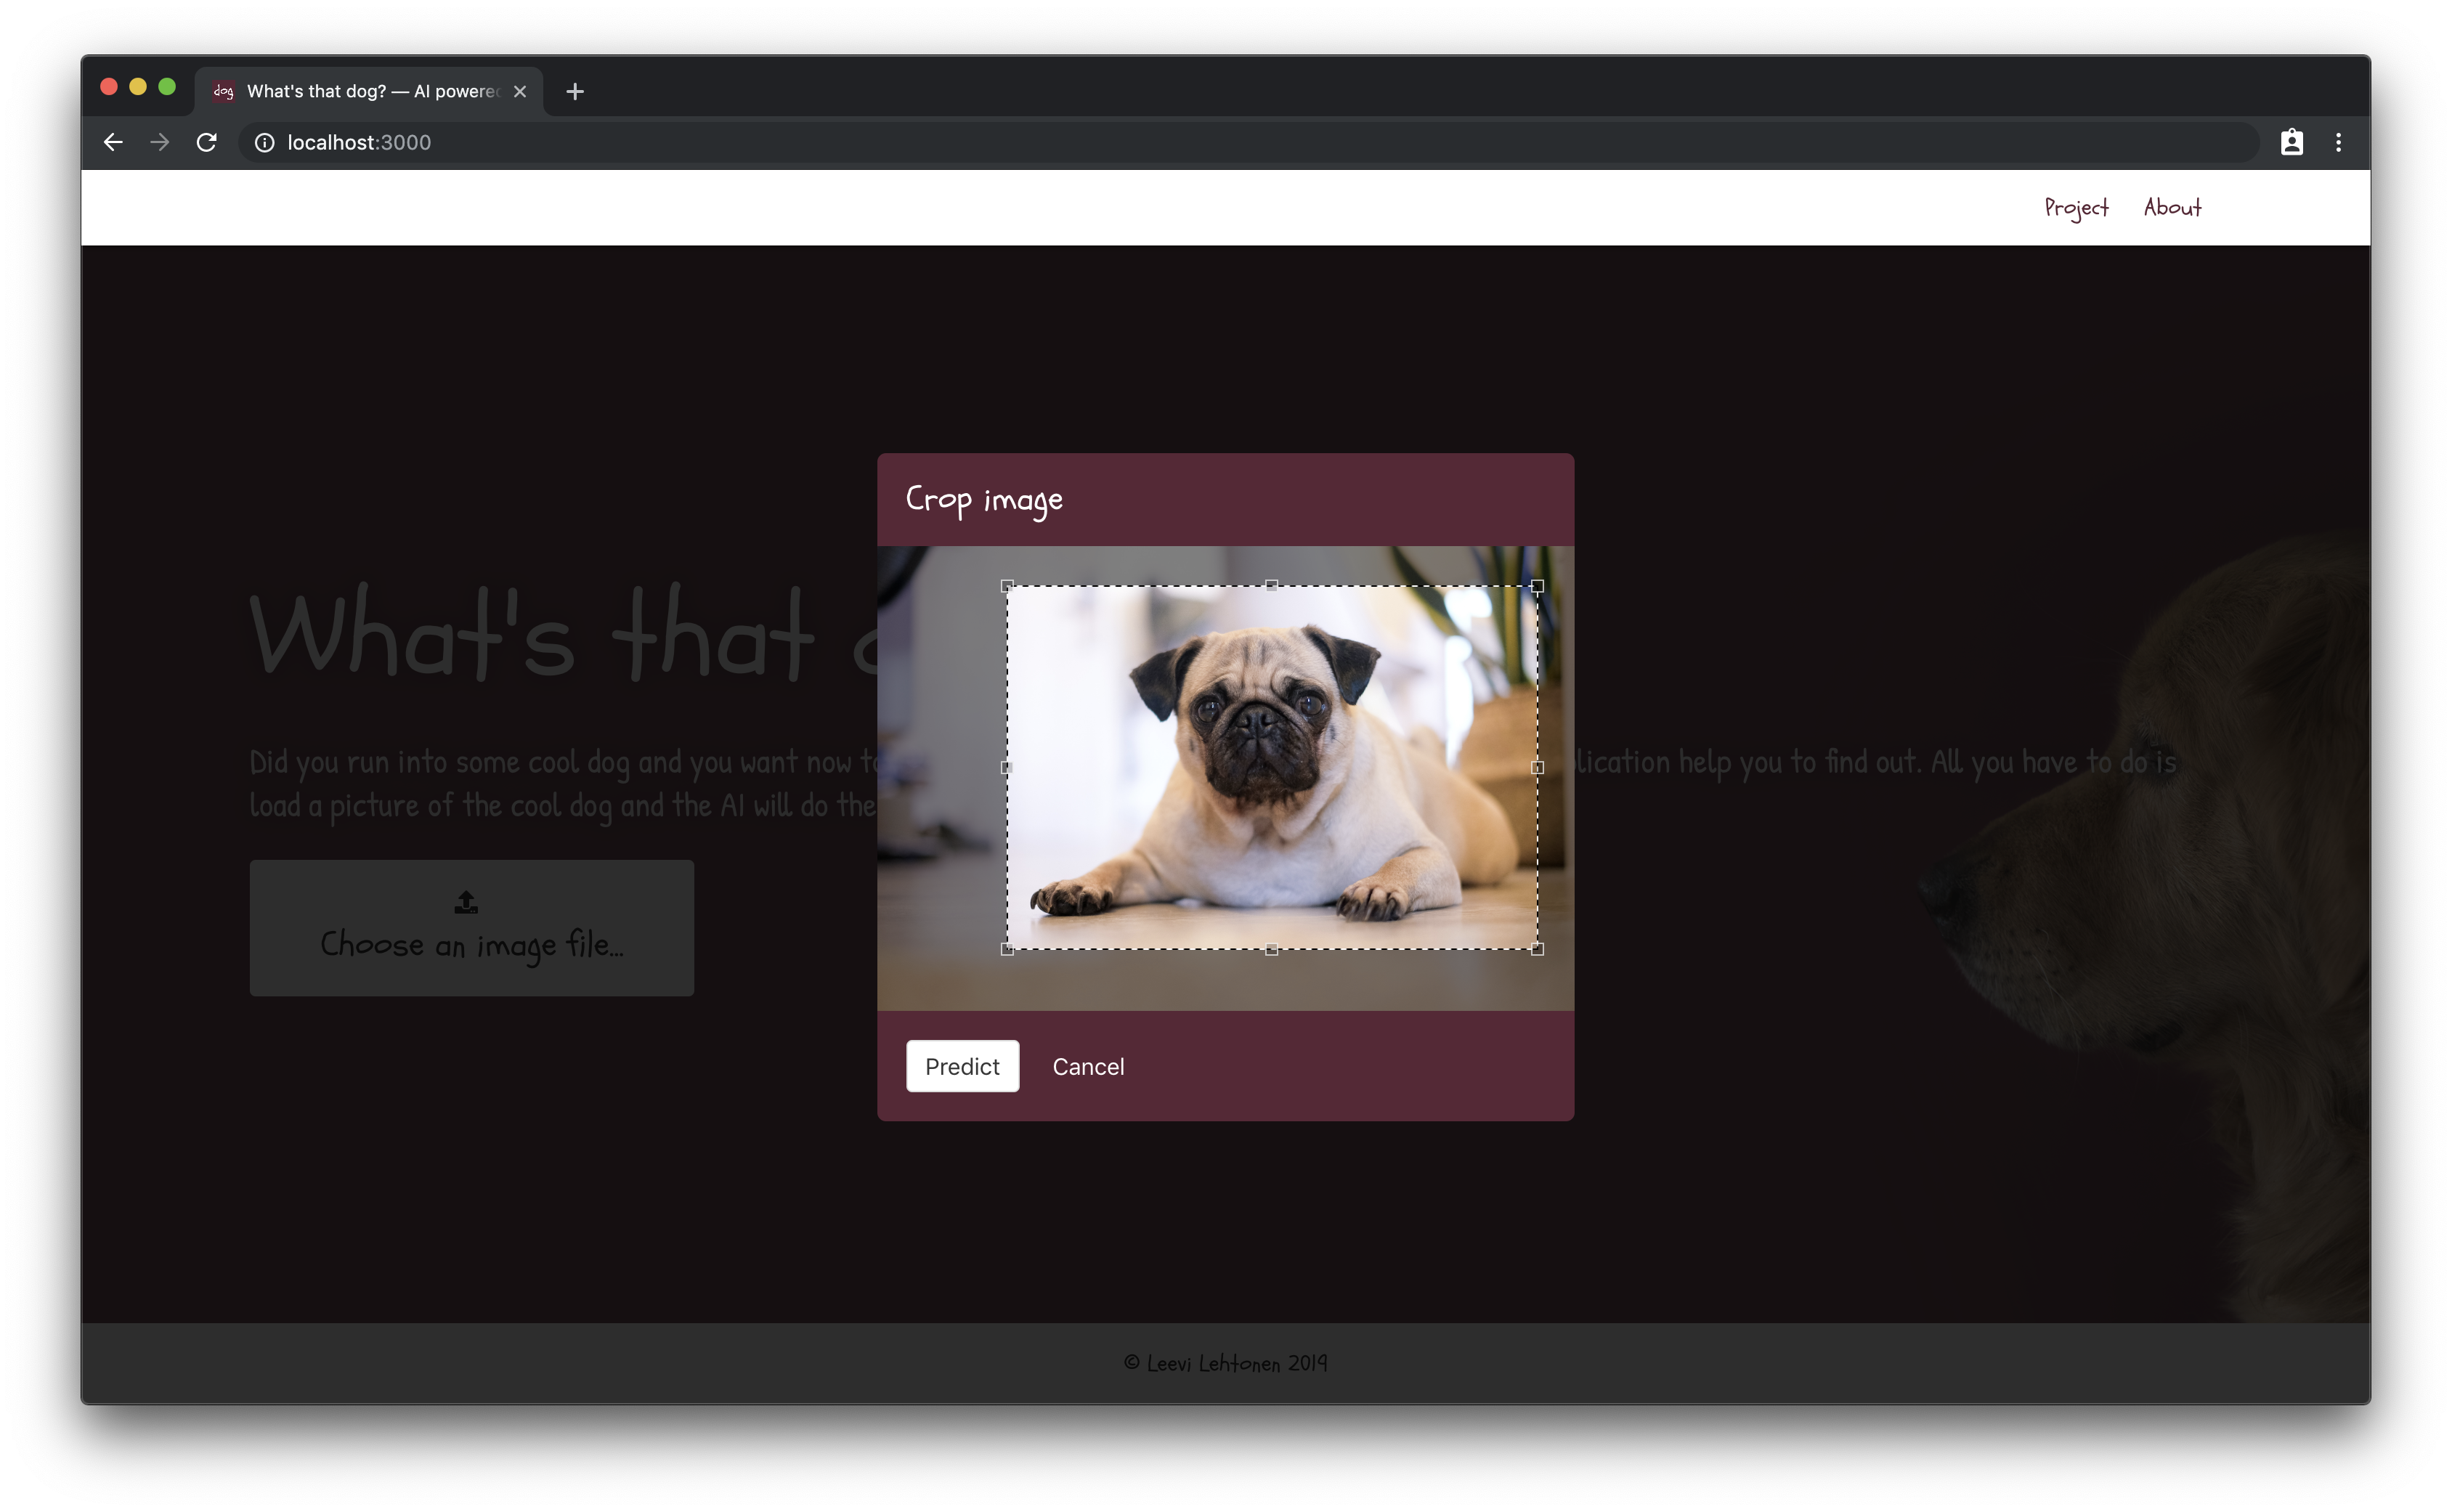 dog What's that dog? — AI powered
localhost:3000
Project About
Crop image
What's that
Did you run into some cool dog and you want now to
lication help you to find out. All you have to do is
load a picture of the cool dog and the AI will do the
Choose an image file...
Predict Cancel
© Leevi Lehtonen 2019